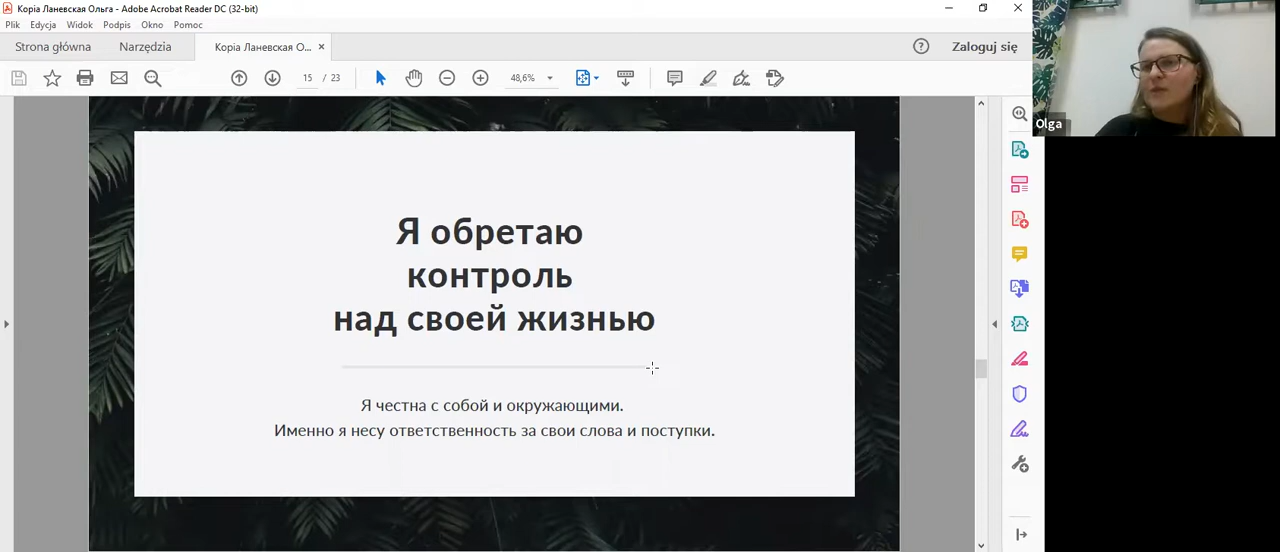 Kopia Ланевская Ольга - Adobe Acrobat Reader DC (32-bit)
Plik Edycja Widok Podpis Okno Pomoc
Strona główna Narzędzia Kopia Ланевская О... × Zaloguj się
15 / 23 48,6%
Olga
Я обретаю
контроль
над своей жизнью
Я честна с собой и окружающими.
Именно я несу ответственность за свои слова и поступки.